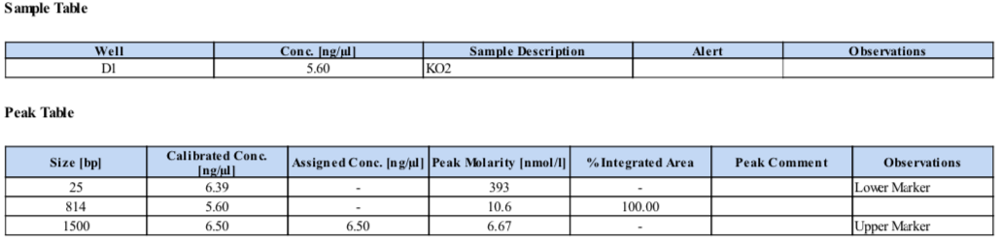 Sample Table
Well Conc. [ng/µl] Sample Description Alert Observations
D1 5.60 KO2
Peak Table
Size [bp] Calibrated Conc. [ng/µl] Assigned Conc. [ng/µl] Peak Molarity [nmol/l] % Integrated Area Peak Comment Observations
25 6.39 - 393 - Lower Marker
814 5.60 - 10.6 100.00
1500 6.50 6.50 6.67 - Upper Marker